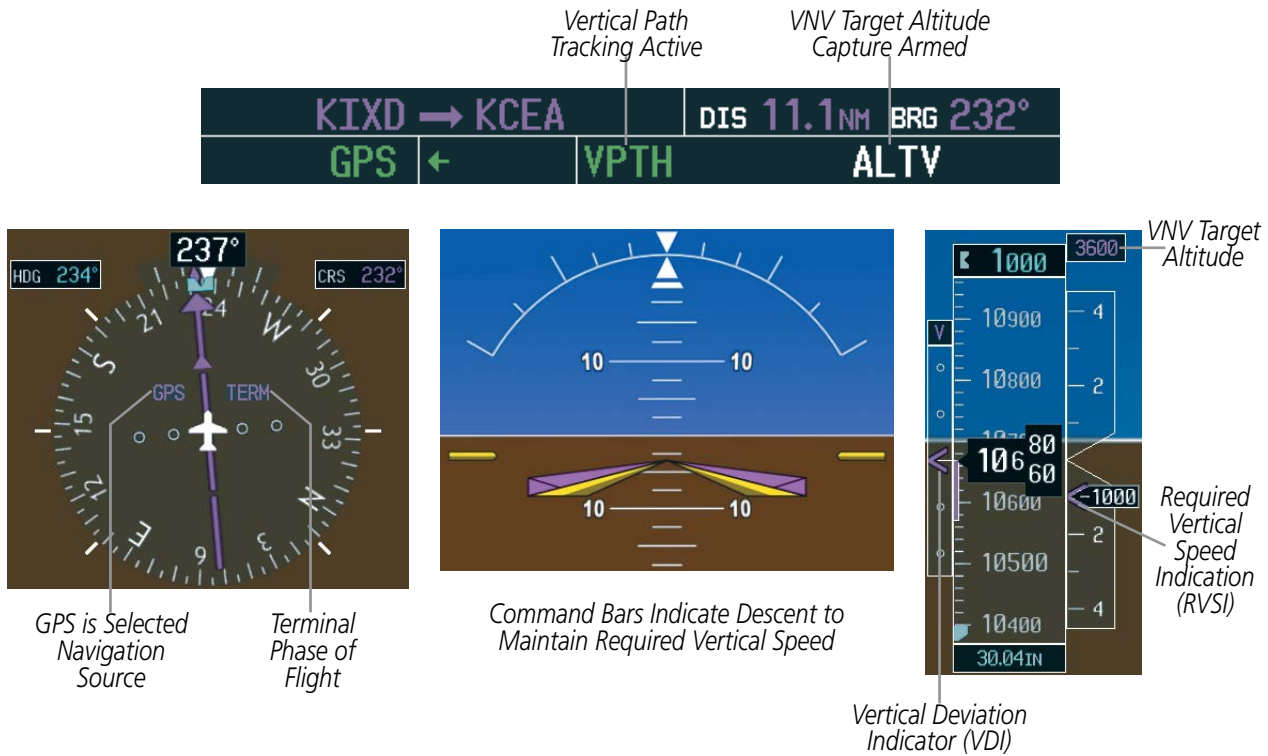 Vertical Path
Tracking Active
VNV Target Altitude
Capture Armed
KIXD → KCEA
DIS 11.1NM BRG 232°
GPS ← VPTH ALTV
237°
HDG 234°
CRS 232°
21 24 W 30 33 N 3 6 E 12 15 S
GPS TERM
GPS is Selected
Navigation
Source
Terminal
Phase of
Flight
10 10
10 10
Command Bars Indicate Descent to
Maintain Required Vertical Speed
1000
3600
VNV Target
Altitude
V
10900
10800
106 80
60
10600
10500
10400
30.04IN
4
2
-1000
2
4
Required
Vertical
Speed
Indication
(RVSI)
Vertical Deviation
Indicator (VDI)